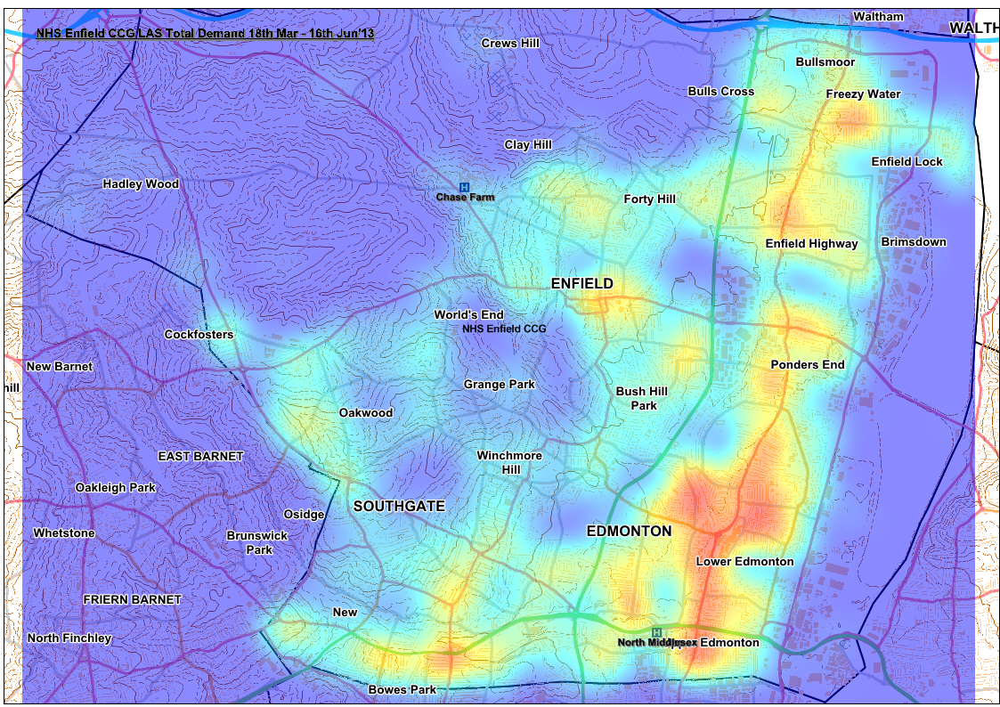 NHS Enfield CCG LAS Total Demand 18th Mar - 16th Jun'13
Waltham
WALTH
Crews Hill
Bullsmoor
Bulls Cross
Freezy Water
Clay Hill
Enfield Lock
Hadley Wood
H
Chase Farm
Forty Hill
Enfield Highway
Brimsdown
ENFIELD
World's End
NHS Enfield CCG
Cockfosters
New Barnet
Ponders End
hill
Grange Park
Bush Hill
Park
Oakwood
EAST BARNET
Winchmore
Hill
Oakleigh Park
SOUTHGATE
Osidge
Whetstone
Brunswick
Park
EDMONTON
Lower Edmonton
FRIERN BARNET
New
North Finchley
H
North Middlesex
Edmonton
Bowes Park